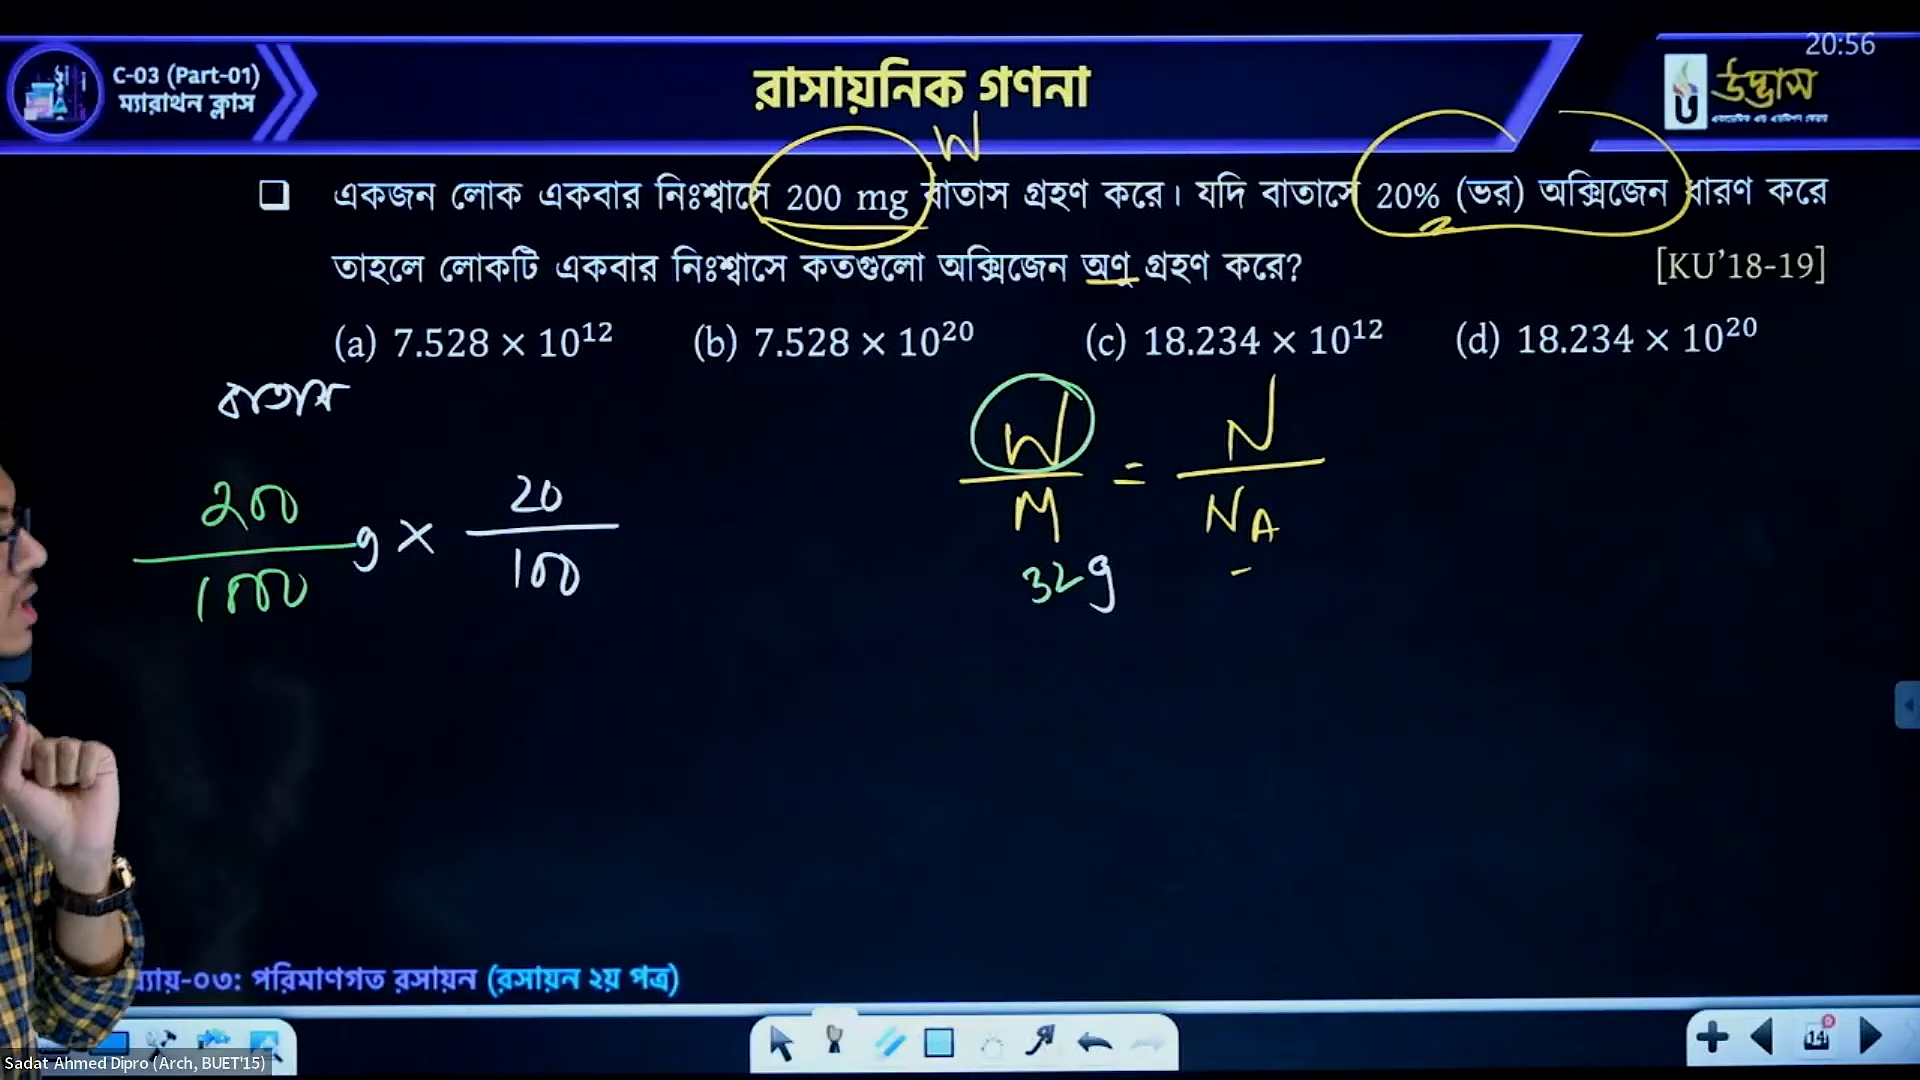 20:56
C-03 (Part-01)
ম্যারাথন ক্লাস
রাসায়নিক গণনা
উদ্ভাস
W
একজন লোক একবার নিঃশ্বাসে 200 mg বাতাস গ্রহণ করে। যদি বাতাসে 20% (ভর) অক্সিজেন ধারণ করে
তাহলে লোকটি একবার নিঃশ্বাসে কতগুলো অক্সিজেন অণু গ্রহণ করে? [KU’18-19]
(a) 7.528 × 10¹² (b) 7.528 × 10²⁰ (c) 18.234 × 10¹² (d) 18.234 × 10²⁰
বাতাস
200/1000 g × 20/100
W/M = N/N_A
32g
অধ্যায়-০৩: পরিমাণগত রসায়ন (রসায়ন ২য় পত্র)
14
Sadat Ahmed Dipro (Arch, BUET'15)